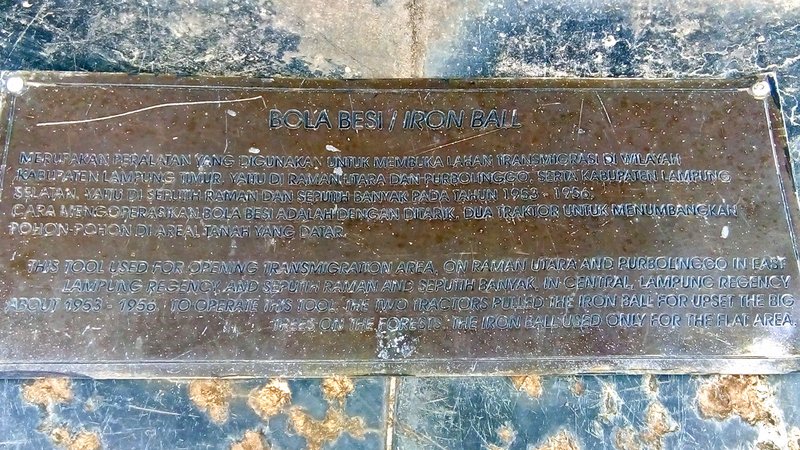 BOLA BESI / IRON BALL
MERUPAKAN PERALATAN YANG DIGUNAKAN UNTUK MEMBUKA LAHAN TRANSMIGRASI DI WILAYAH
KABUPATEN LAMPUNG TIMUR, YAITU DI RAMAN UTARA DAN PURBOLINGGO, SERTA KABUPATEN LAMPUNG
SELATAN, YAITU DI SEPUTIH RAMAN DAN SEPUTIH BANYAK PADA TAHUN 1953 - 1956.
CARA MENGOPERASIKAN BOLA BESI ADALAH DENGAN DITARIK, DUA TRAKTOR UNTUK MENUMBANGKAN
POHON-POHON DI AREAL TANAH YANG DATAR.
THIS TOOL USED FOR OPENING TRANSMIGRATION AREA, ON RAMAN UTARA AND PURBOLINGGO IN EAST
LAMPUNG REGENCY AND SEPUTIH RAMAN AND SEPUTIH BANYAK, IN CENTRAL, LAMPUNG REGENCY
ABOUT 1953 - 1956. TO OPERATE THIS TOOL, THE TWO TRACTORS PULLED THE IRON BALL FOR UPSET THE BIG
TREES ON THE FORESTS. THE IRON BALL USED ONLY FOR THE FLAT AREA.